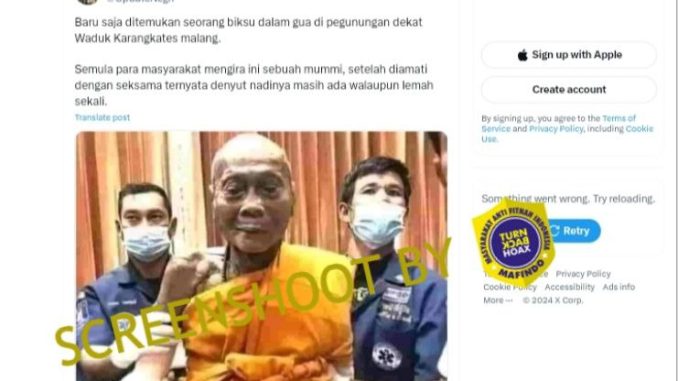 Baru saja ditemukan seorang biksu dalam gua di pegunungan dekat
Waduk Karangkates malang.
Semula para masyarakat mengira ini sebuah mummi, setelah diamati
dengan seksama ternyata denyut nadinya masih ada walaupun lemah
sekali.
Translate post
SCREENSHOOT BY
MASYARAKAT ANTI FITNAH INDONESIA
TURN
BACK
HOAX
MAFINDO
Sign up with Apple
Create account
By signing up, you agree to the Terms of
Service and Privacy Policy, including Cookie
Use.
Something went wrong. Try reloading.
Retry
Privacy Policy
Cookie Policy Accessibility Ads info
More ··· © 2024 X Corp.